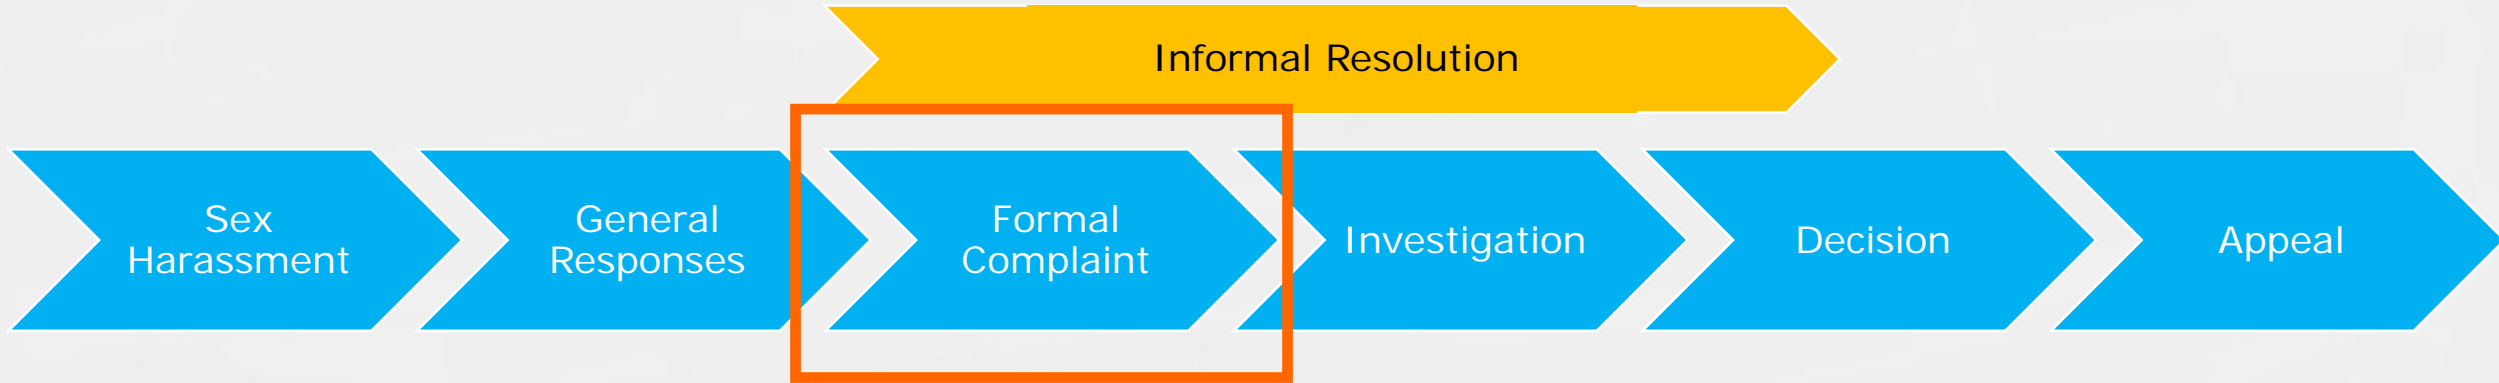 Informal Resolution
Sex
Harassment
General
Responses
Formal
Complaint
Investigation
Decision
Appeal